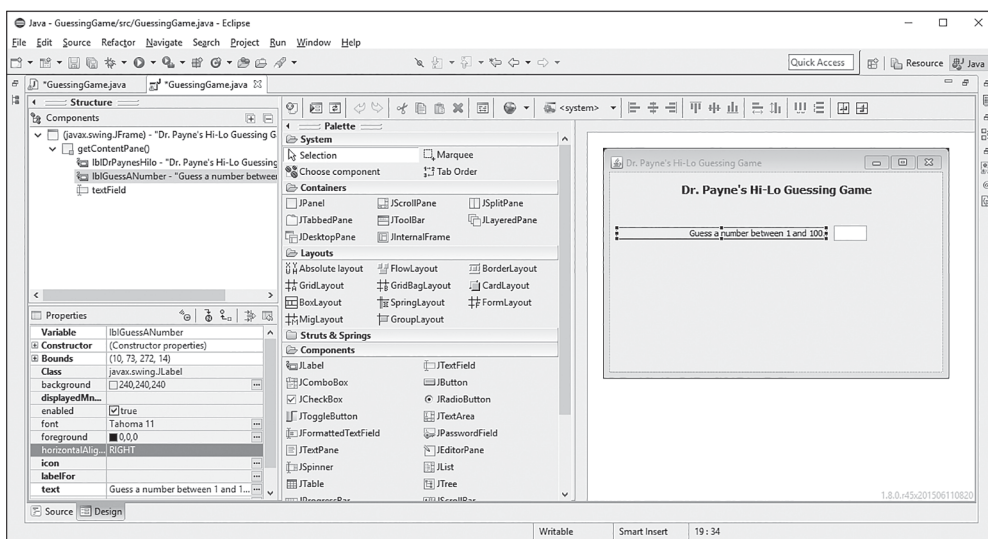 Java - GuessingGame/src/GuessingGame.java - Eclipse
File Edit Source Refactor Navigate Search Project Run Window Help
Quick Access Resource Java
*GuessingGame.java *GuessingGame.java
Structure
Components
(javax.swing.JFrame) - "Dr. Payne's Hi-Lo Guessing G
getContentPane()
lblDrPaynesHilo - "Dr. Payne's Hi-Lo Guessing
lblGuessANumber - "Guess a number betwee
textField
Properties
Variable lblGuessANumber
Constructor (Constructor properties)
Bounds (10, 73, 272, 14)
Class javax.swing.JLabel
background 240,240,240
displayedMn...
enabled true
font Tahoma 11
foreground 0,0,0
horizontalAlig... RIGHT
icon
labelFor
text Guess a number between 1 and 1...
<system>
Palette
System
Selection Marquee
Choose component Tab Order
Containers
JPanel JScrollPane JSplitPane
JTabbedPane JToolBar JLayeredPane
JDesktopPane JInternalFrame
Layouts
Absolute layout FlowLayout BorderLayout
GridLayout GridBagLayout CardLayout
BoxLayout SpringLayout FormLayout
MigLayout GroupLayout
Struts & Springs
Components
JLabel JTextField
JComboBox JButton
JCheckBox JRadioButton
JToggleButton JTextArea
JFormattedTextField JPasswordField
JTextPane JEditorPane
JSpinner JList
JTable JTree
JProgressBar JScrollBar
Dr. Payne's Hi-Lo Guessing Game
Dr. Payne's Hi-Lo Guessing Game
Guess a number between 1 and 100:
1.8.0.r45x201506110820
Source Design
Writable Smart Insert 19 : 34